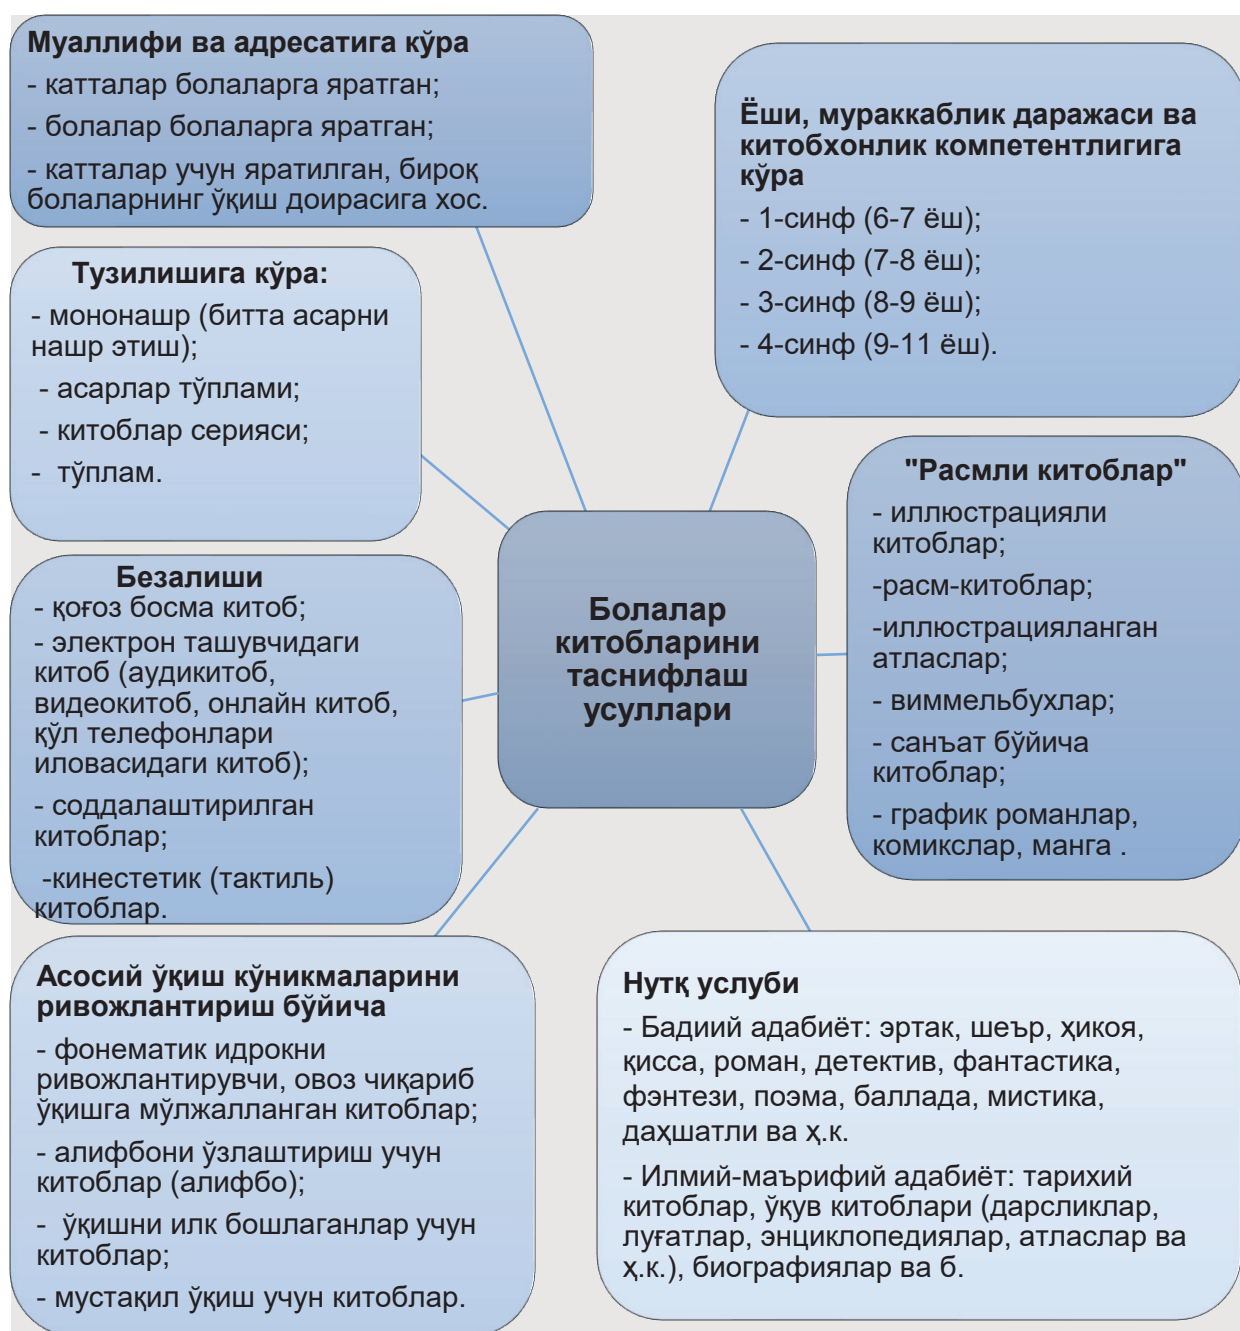 Муаллифи ва адресатига кўра
- катталар болаларга яратган;
- болалар болаларга яратган;
- катталар учун яратилган, бироқ
болаларнинг ўқиш доирасига хос.
Ёши, мураккаблик даражаси ва
китобхонлик компетентлигига
кўра
- 1-синф (6-7 ёш);
- 2-синф (7-8 ёш);
- 3-синф (8-9 ёш);
- 4-синф (9-11 ёш).
Тузилишига кўра:
- мононашр (битта асарни
нашр этиш);
- асарлар тўплами;
- китоблар серияси;
- тўплам.
"Расмли китоблар"
- иллюстрацияли
китоблар;
-расм-китоблар;
-иллюстрацияланган
атласлар;
- виммельбухлар;
- санъат бўйича
китоблар;
- график романлар,
комикслар, манга .
Болалар
китобларини
таснифлаш
усуллари
Безалиши
- қоғоз босма китоб;
- электрон ташувчидаги
китоб (аудикитоб,
видеокитоб, онлайн китоб,
қўл телефонлари
иловасидаги китоб);
- соддалаштирилган
китоблар;
-кинестетик (тактиль)
китоблар.
Асосий ўқиш кўникмаларини
ривожлантириш бўйича
- фонематик идрокни
ривожлантирувчи, овоз чиқариб
ўқишга мўлжалланган китоблар;
- алифбони ўзлаштириш учун
китоблар (алифбо);
- ўқишни илк бошлаганлар учун
китоблар;
- мустақил ўқиш учун китоблар.
Нутқ услуби
- Бадиий адабиёт: эртак, шеър, ҳикоя,
қисса, роман, детектив, фантастика,
фэнтези, поэма, баллада, мистика,
даҳшатли ва ҳ.к.
- Илмий-маърифий адабиёт: тарихий
китоблар, ўқув китоблари (дарсликлар,
луғатлар, энциклопедиялар, атласлар ва
ҳ.к.), биографиялар ва б.